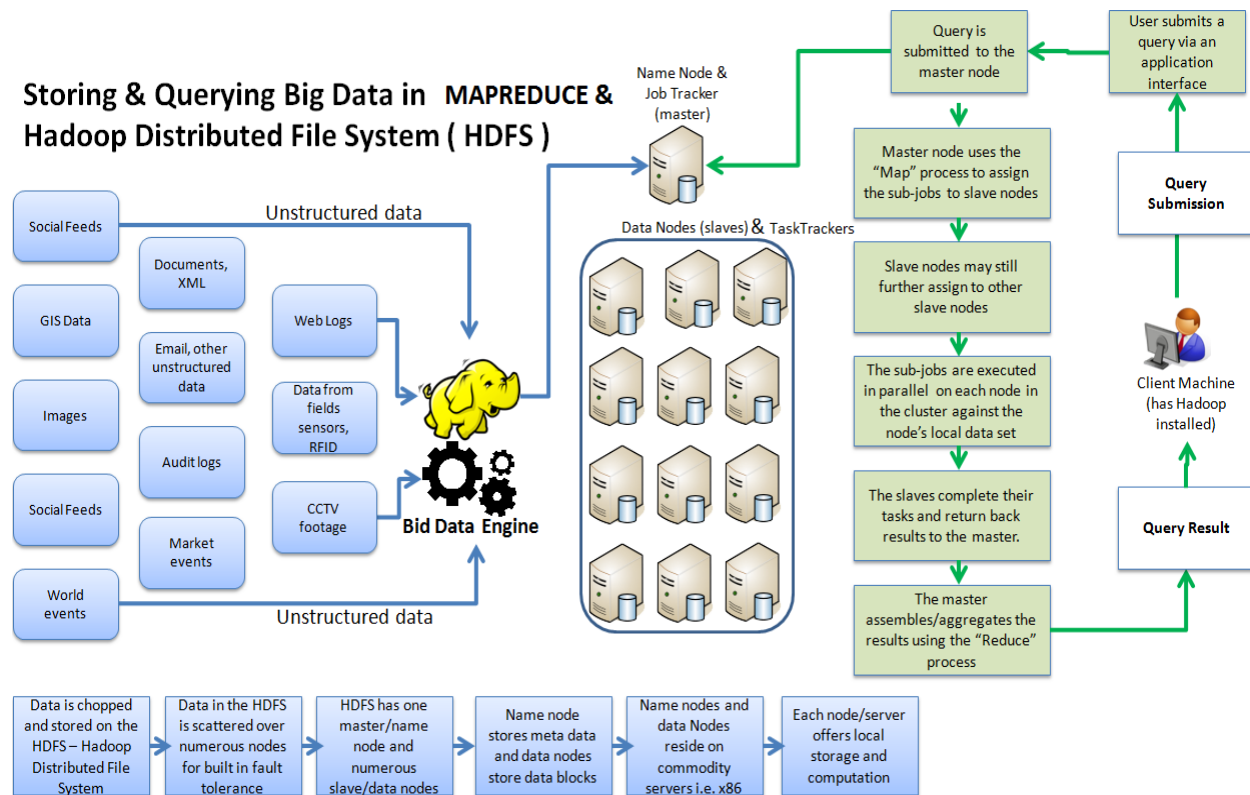 Storing & Querying Big Data in MAPREDUCE &
Hadoop Distributed File System ( HDFS )
Social Feeds
GIS Data
Images
Social Feeds
World
events
Documents,
XML
Email, other
unstructured
data
Audit logs
Market
events
Web Logs
Data from
fields
sensors,
RFID
CCTV
footage
Unstructured data
Unstructured data
Bid Data Engine
Name Node &
Job Tracker
(master)
Data Nodes (slaves) & TaskTrackers
Query is
submitted to the
master node
User submits a
query via an
application
interface
Master node uses the
“Map” process to assign
the sub-jobs to slave nodes
Slave nodes may still
further assign to other
slave nodes
The sub-jobs are executed
in parallel on each node in
the cluster against the
node’s local data set
The slaves complete their
tasks and return back
results to the master.
The master
assembles/aggregates the
results using the “Reduce”
process
Query
Submission
Client Machine
(has Hadoop
installed)
Query Result
Data is chopped
and stored on the
HDFS – Hadoop
Distributed File
System
Data in the HDFS
is scattered over
numerous nodes
for built in fault
tolerance
HDFS has one
master/name
node and
numerous
slave/data nodes
Name node
stores meta data
and data nodes
store data blocks
Name nodes and
data Nodes
reside on
commodity
servers i.e. x86
Each node/server
offers local
storage and
computation